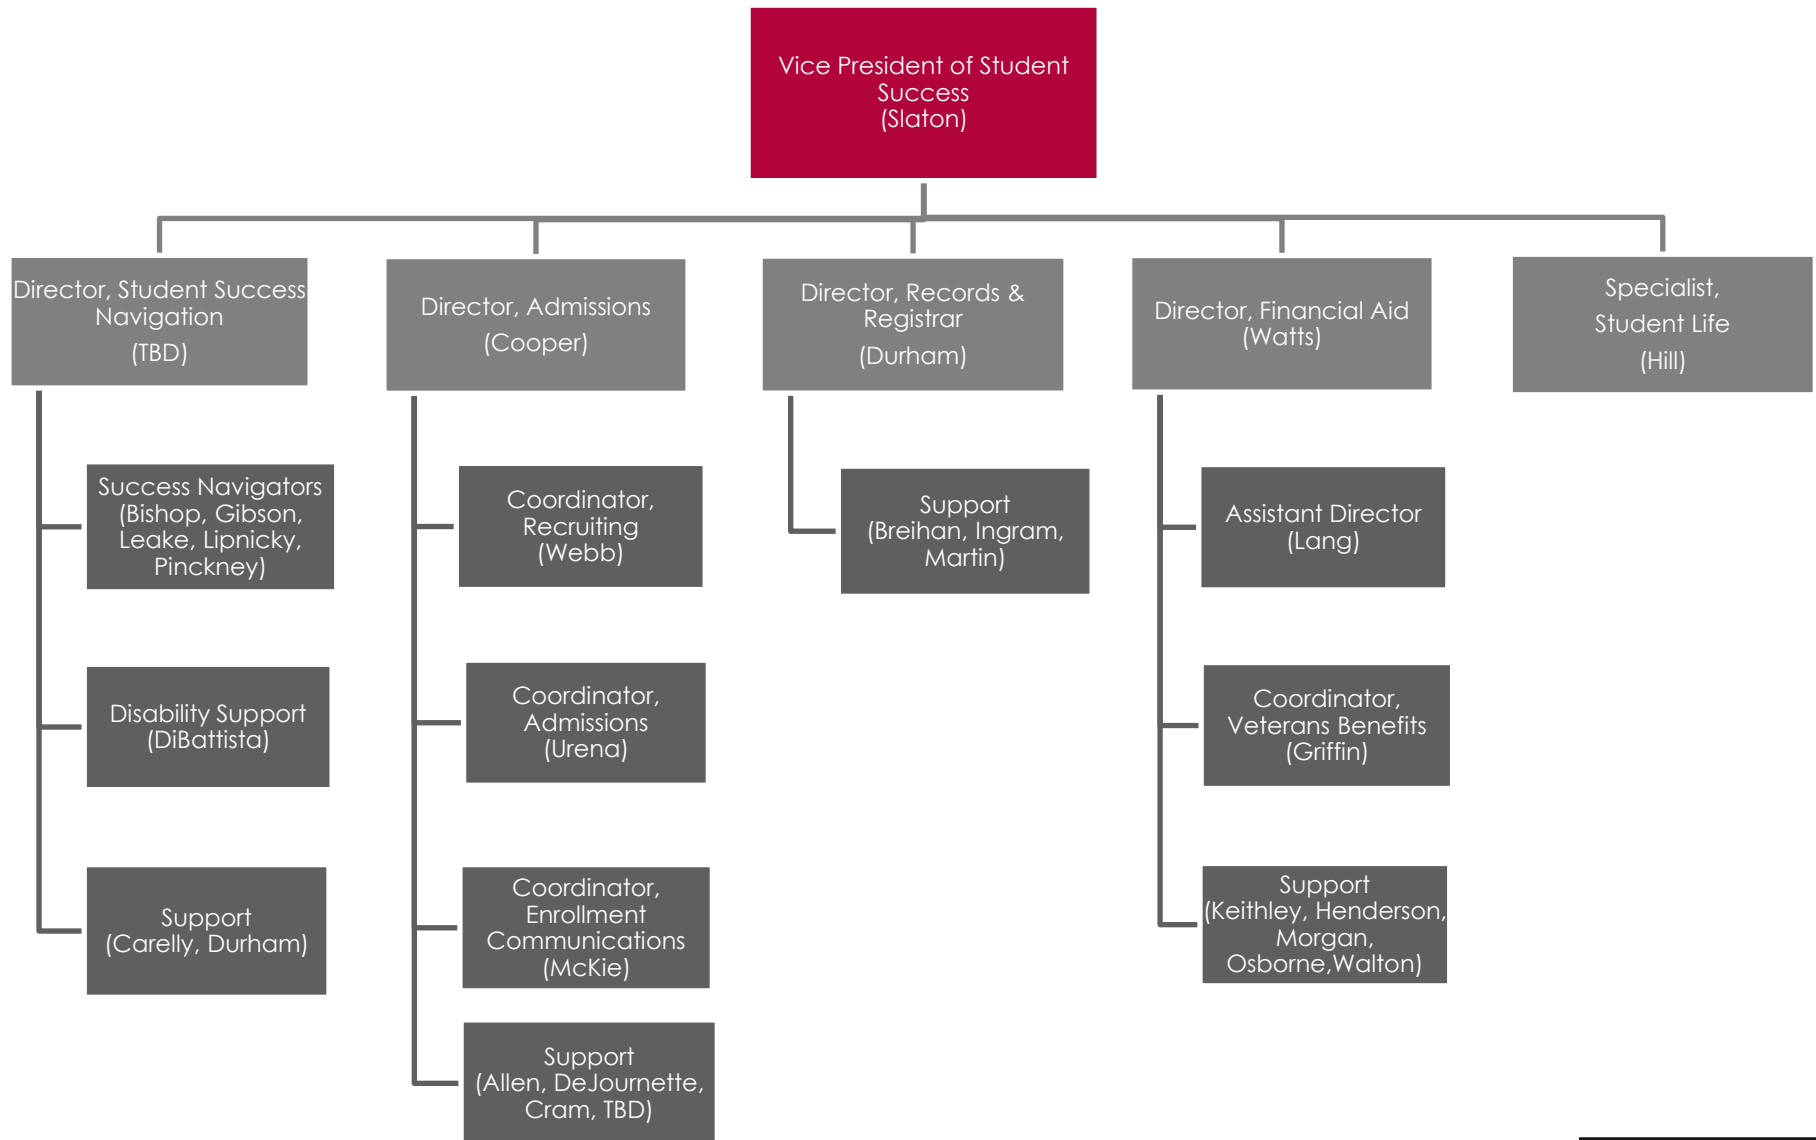 Vice President of Student
Success
(Slaton)
Director, Student Success
Navigation
(TBD)
Director, Admissions
(Cooper)
Director, Records &
Registrar
(Durham)
Director, Financial Aid
(Watts)
Specialist,
Student Life
(Hill)
Success Navigators
(Bishop, Gibson,
Leake, Lipnicky,
Pinckney)
Disability Support
(DiBattista)
Support
(Carelly, Durham)
Coordinator,
Recruiting
(Webb)
Coordinator,
Admissions
(Urena)
Coordinator,
Enrollment
Communications
(McKie)
Support
(Allen, DeJournette,
Cram, TBD)
Support
(Breihan, Ingram,
Martin)
Assistant Director
(Lang)
Coordinator,
Veterans Benefits
(Griffin)
Support
(Keithley, Henderson,
Morgan,
Osborne,Walton)